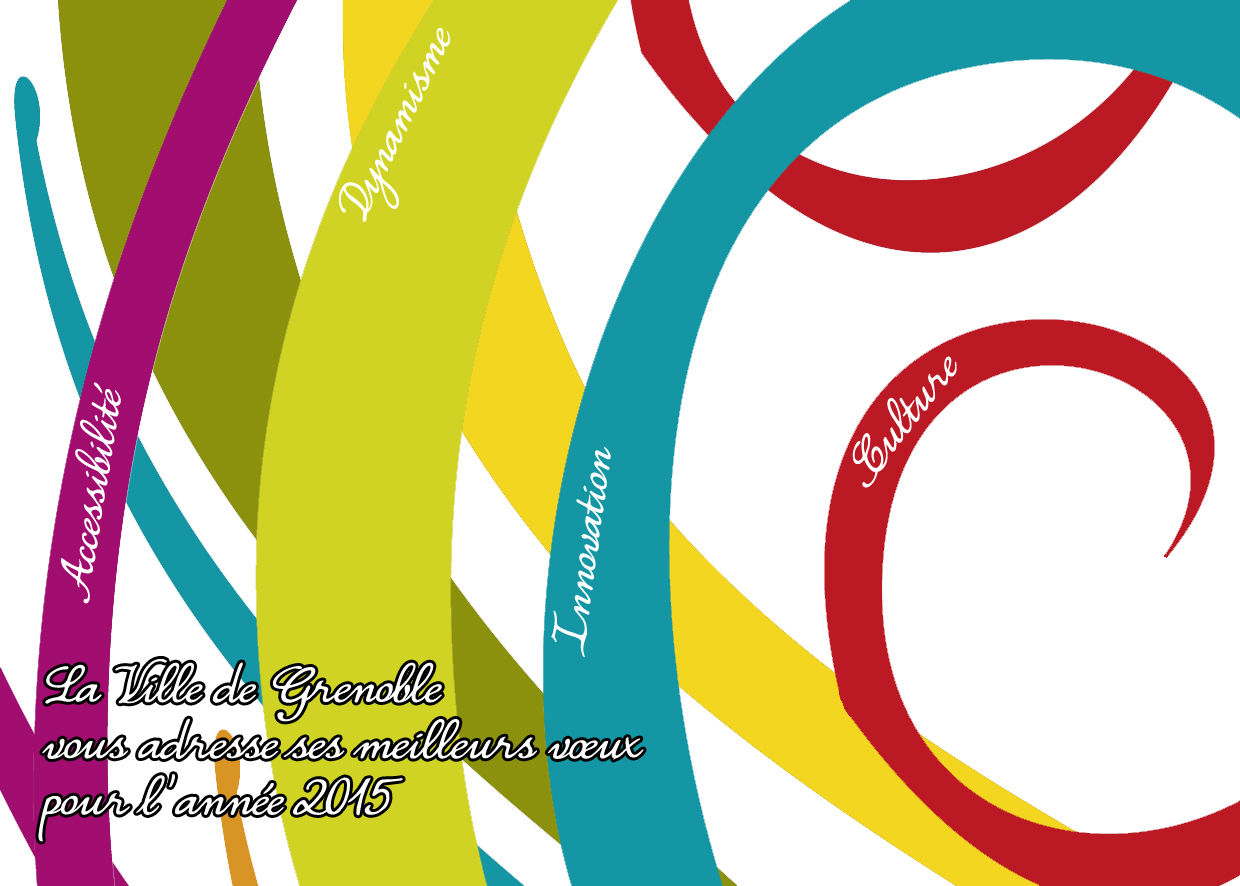 Dynamisme
Accessibilité
Innovation
Culture
La Ville de Grenoble
vous adresse ses meilleurs vœux
pour l'année 2015